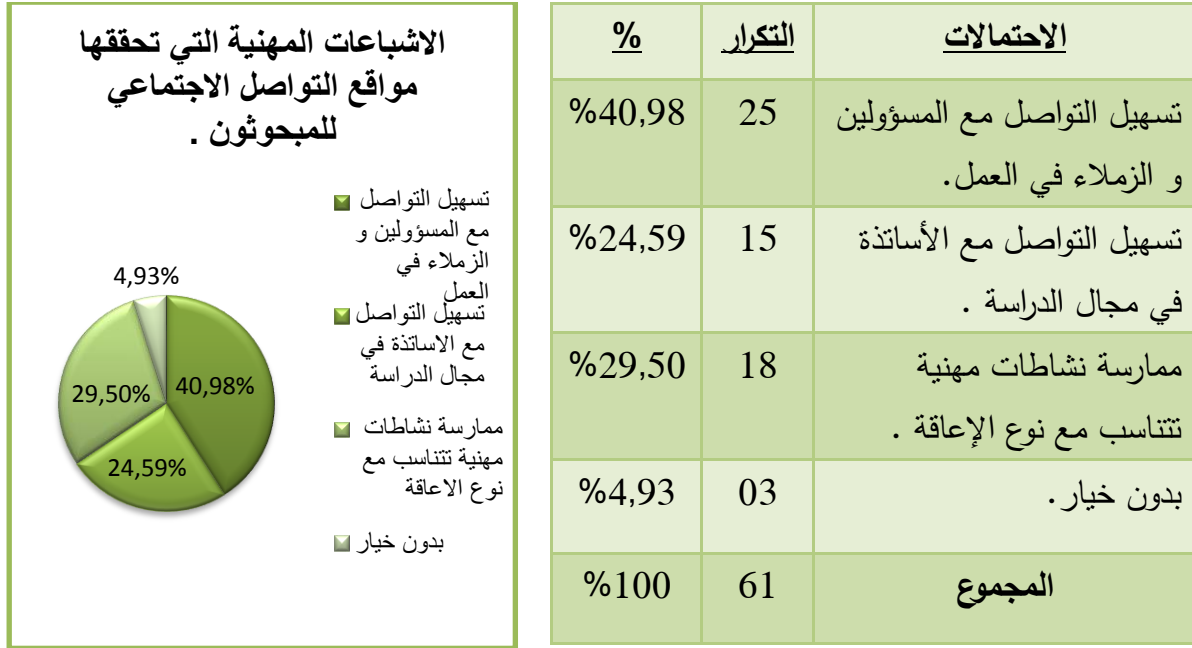 الاحتمالات التكرار %
تسهيل التواصل مع المسؤولين 25 %40,98
و الزملاء في العمل.
تسهيل التواصل مع الأساتذة 15 %24,59
في مجال الدراسة .
ممارسة نشاطات مهنية 18 %29,50
تتناسب مع نوع الإعاقة .
بدون خيار. 03 %4,93
المجموع 61 %100
الاشباعات المهنية التي تحققها
مواقع التواصل الاجتماعي
للمبحوثون .
تسهيل التواصل
مع المسؤولين و
الزملاء في
العمل
تسهيل التواصل
مع الاساتذة في
مجال الدراسة
ممارسة نشاطات
مهنية تتناسب مع
نوع الاعاقة
بدون خيار
4,93%
40,98%
29,50%
24,59%